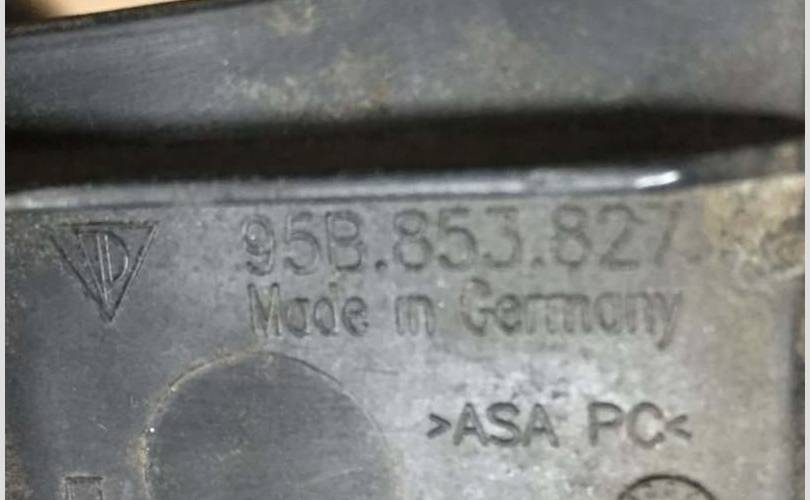 95B.853.827
Made in Germany
>ASA PC<